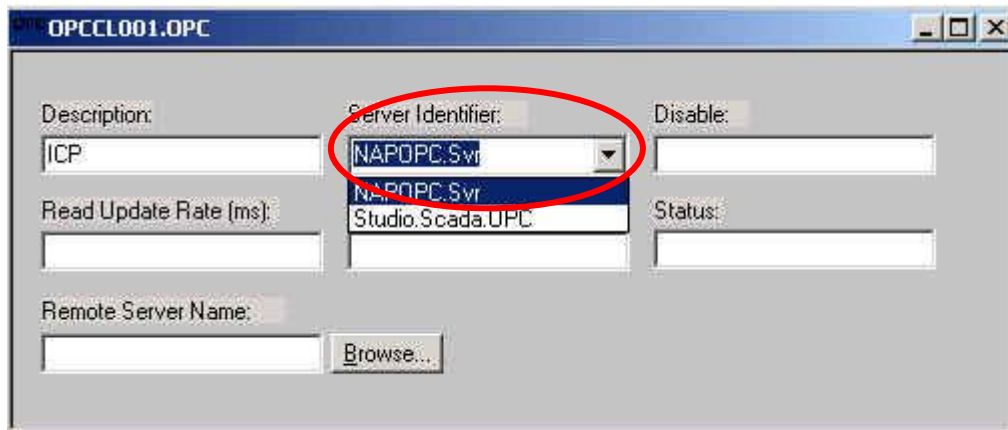 OPCCL001.OPC
Description:
Server Identifier:
Disable:
ICP
NAPOPC.Svr
NAPOPC.Svr
Studio.Scada.OPC
Read Update Rate (ms):
Status:
Remote Server Name:
Browse...